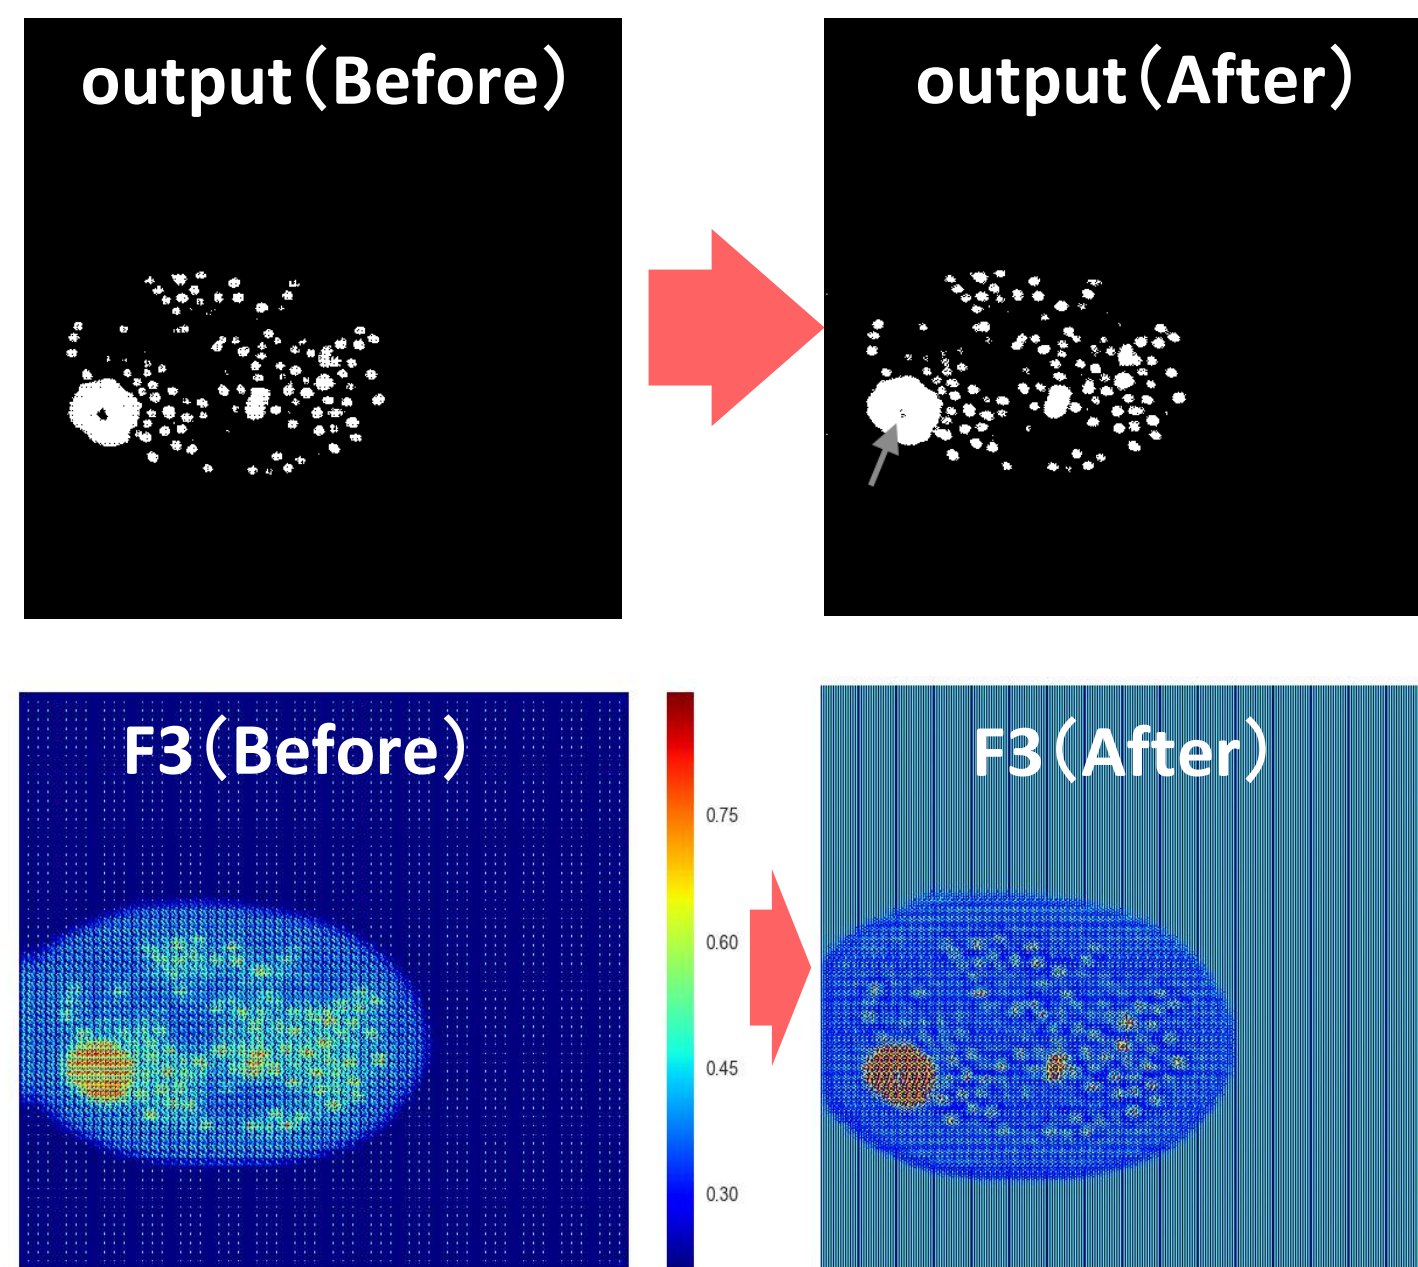 output（Before）
output（After）
F3（Before）
F3（After）
0.75
0.60
0.45
0.30